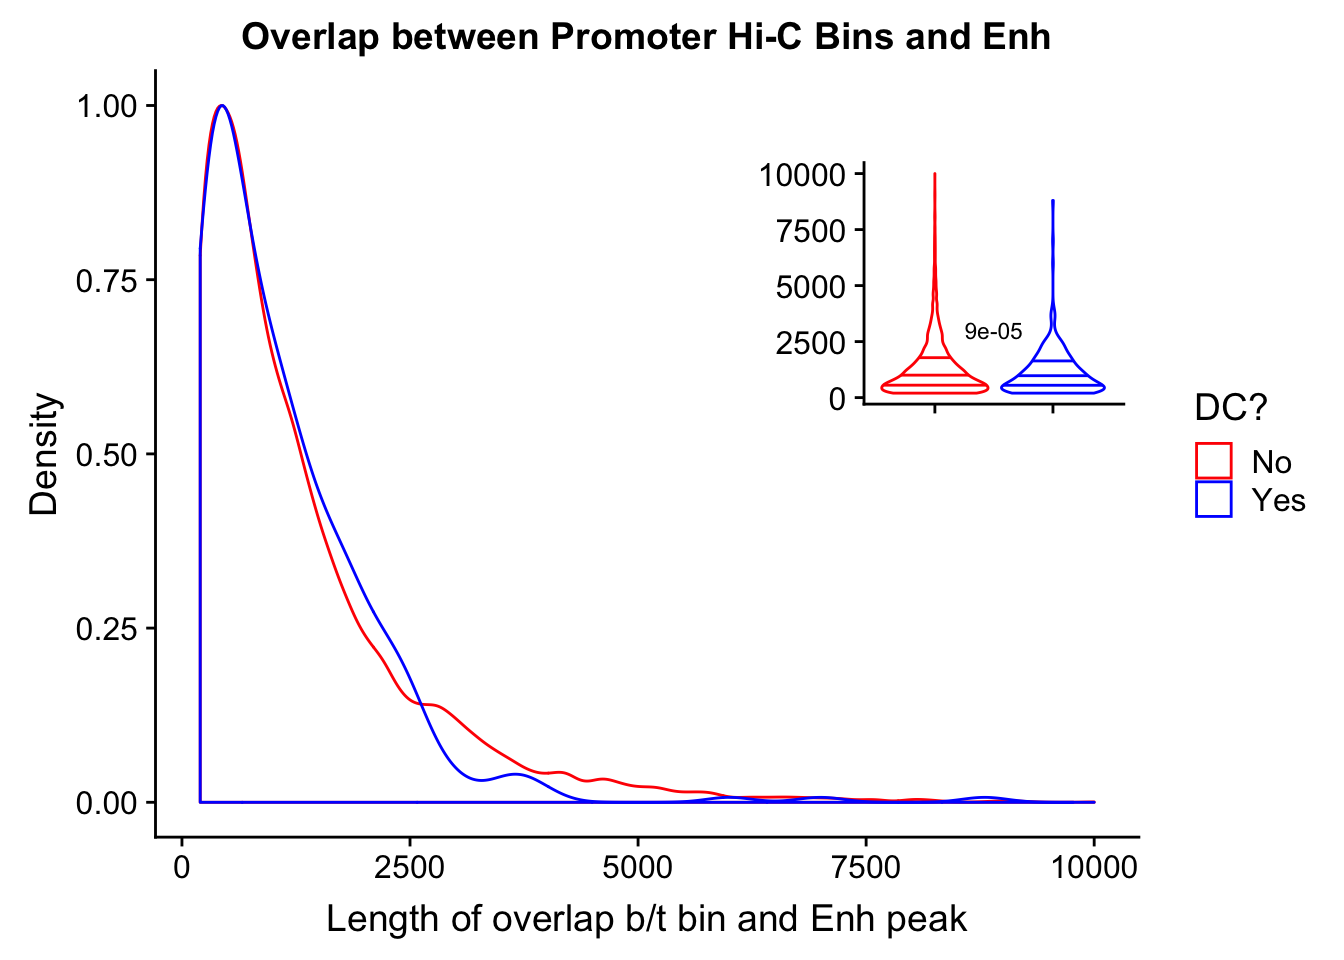 Overlap between Promoter Hi-C Bins and Enh
1.00
0.75
0.50
0.25
0.00
Density
0
2500
5000
7500
10000
Length of overlap b/t bin and Enh peak
10000
7500
5000
2500
0
9e-05
DC?
No
Yes